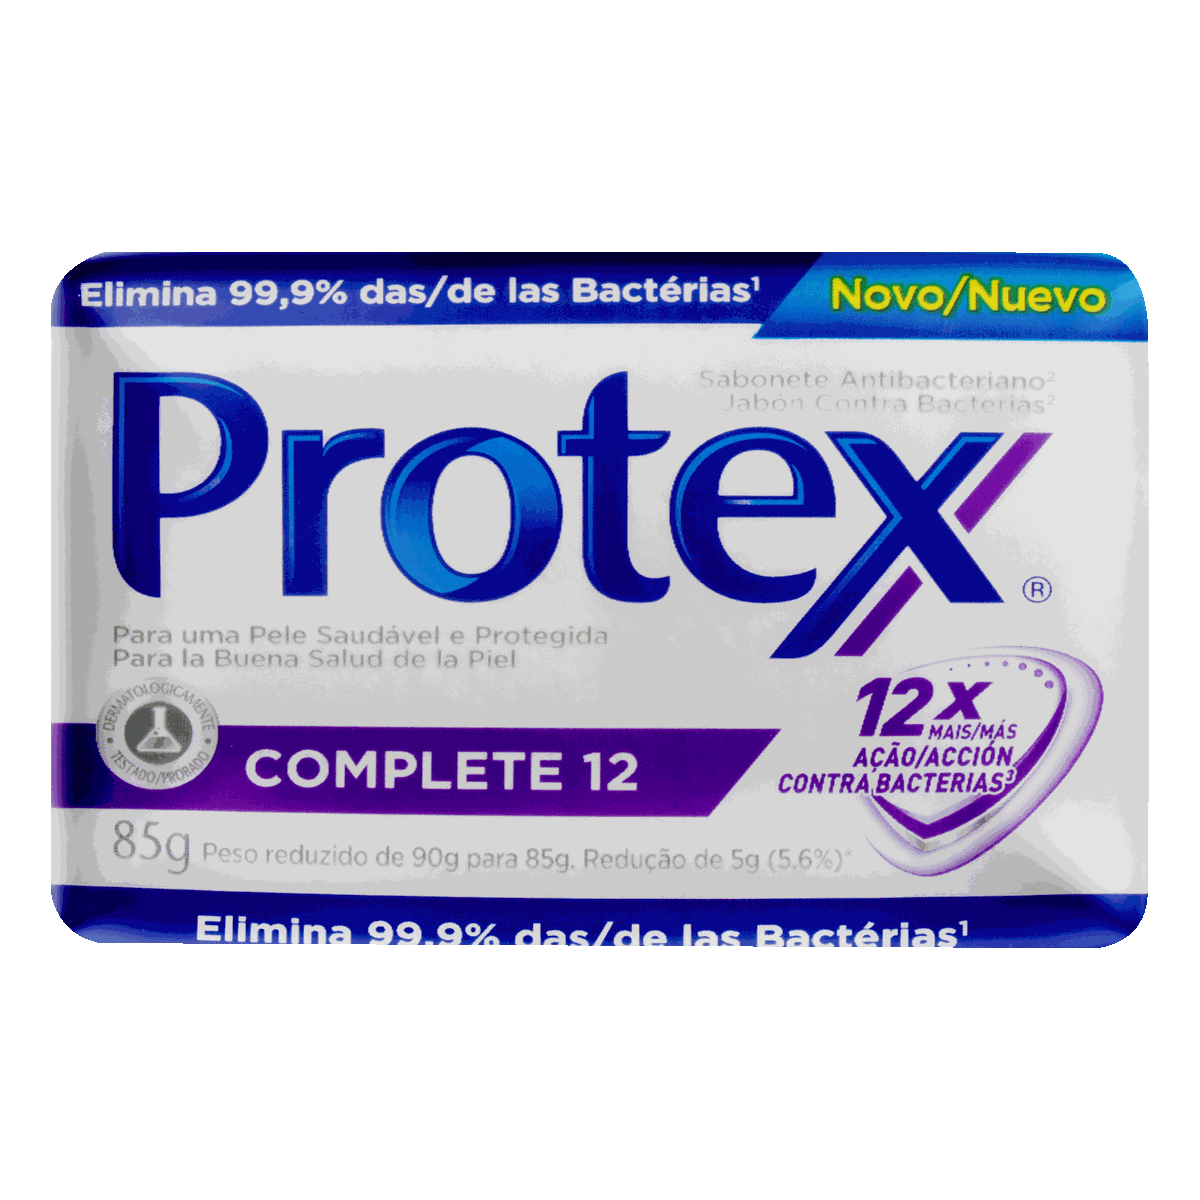 Elimina 99,9% das/de las Bactérias¹
Novo/Nuevo
Sabonete Antibacteriano²
Jabón Contra Bacterias²
Protex®
Para uma Pele Saudável e Protegida
Para la Buena Salud de la Piel
DERMATOLOGICAMENTE
TESTADO/PROBADO
COMPLETE 12
12X
MAIS/MÁS
AÇÃO/ACCIÓN
CONTRA BACTERIAS³
85g Peso reduzido de 90g para 85g. Redução de 5g (5.6%)*
Elimina 99,9% das/de las Bactérias¹